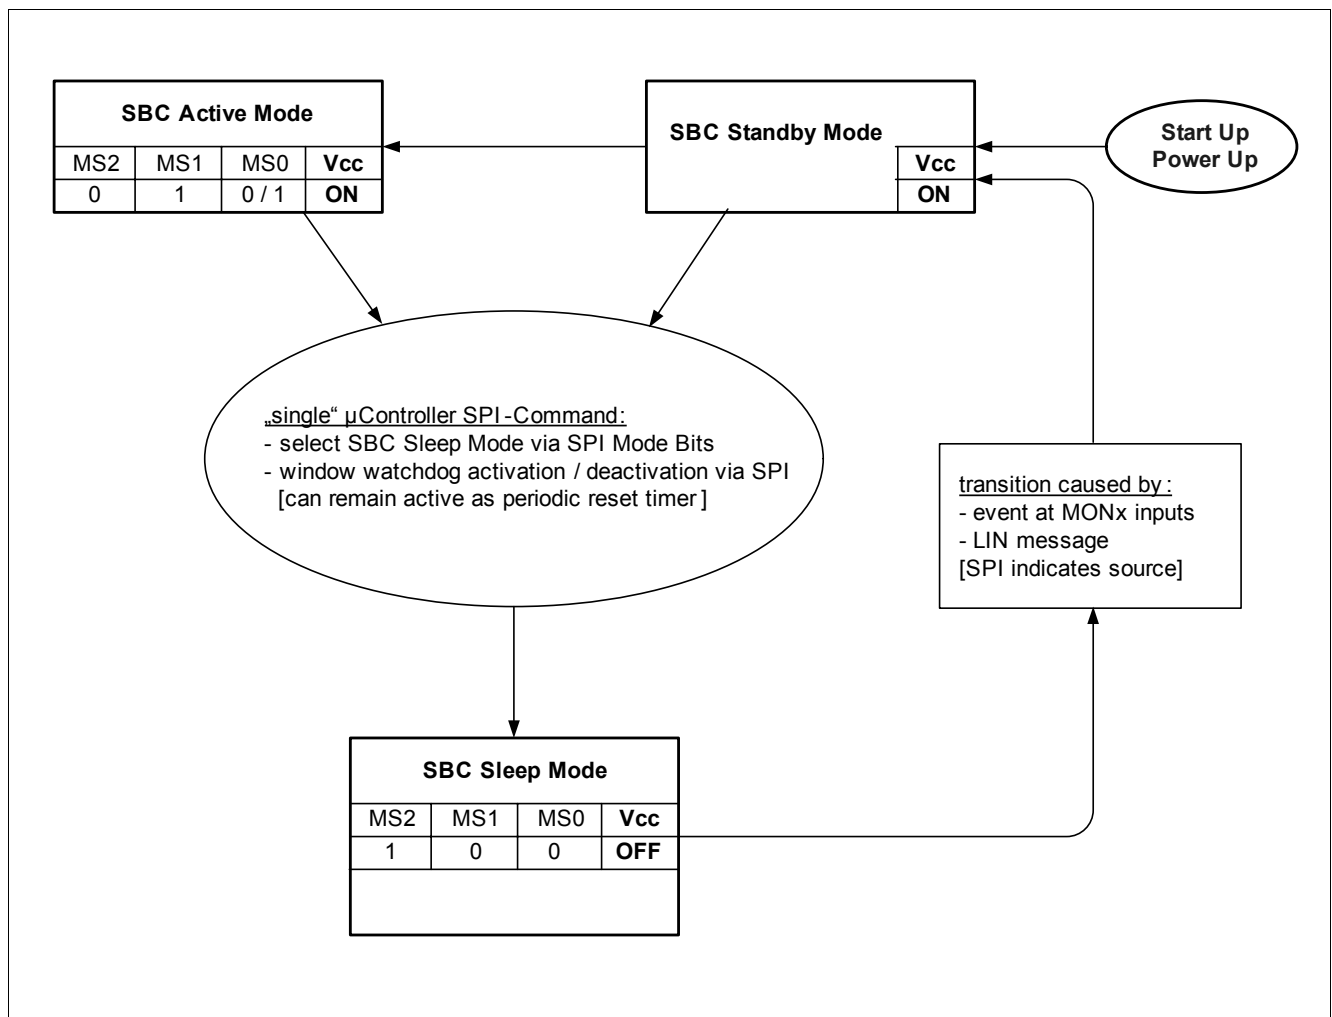 SBC Active Mode
MS2 MS1 MS0 Vcc
0 1 0 / 1 ON
SBC Standby Mode
Vcc
ON
Start Up
Power Up
„single“ µController SPI-Command:
- select SBC Sleep Mode via SPI Mode Bits
- window watchdog activation / deactivation via SPI
[can remain active as periodic reset timer]
transition caused by:
- event at MONx inputs
- LIN message
[SPI indicates source]
SBC Sleep Mode
MS2 MS1 MS0 Vcc
1 0 0 OFF